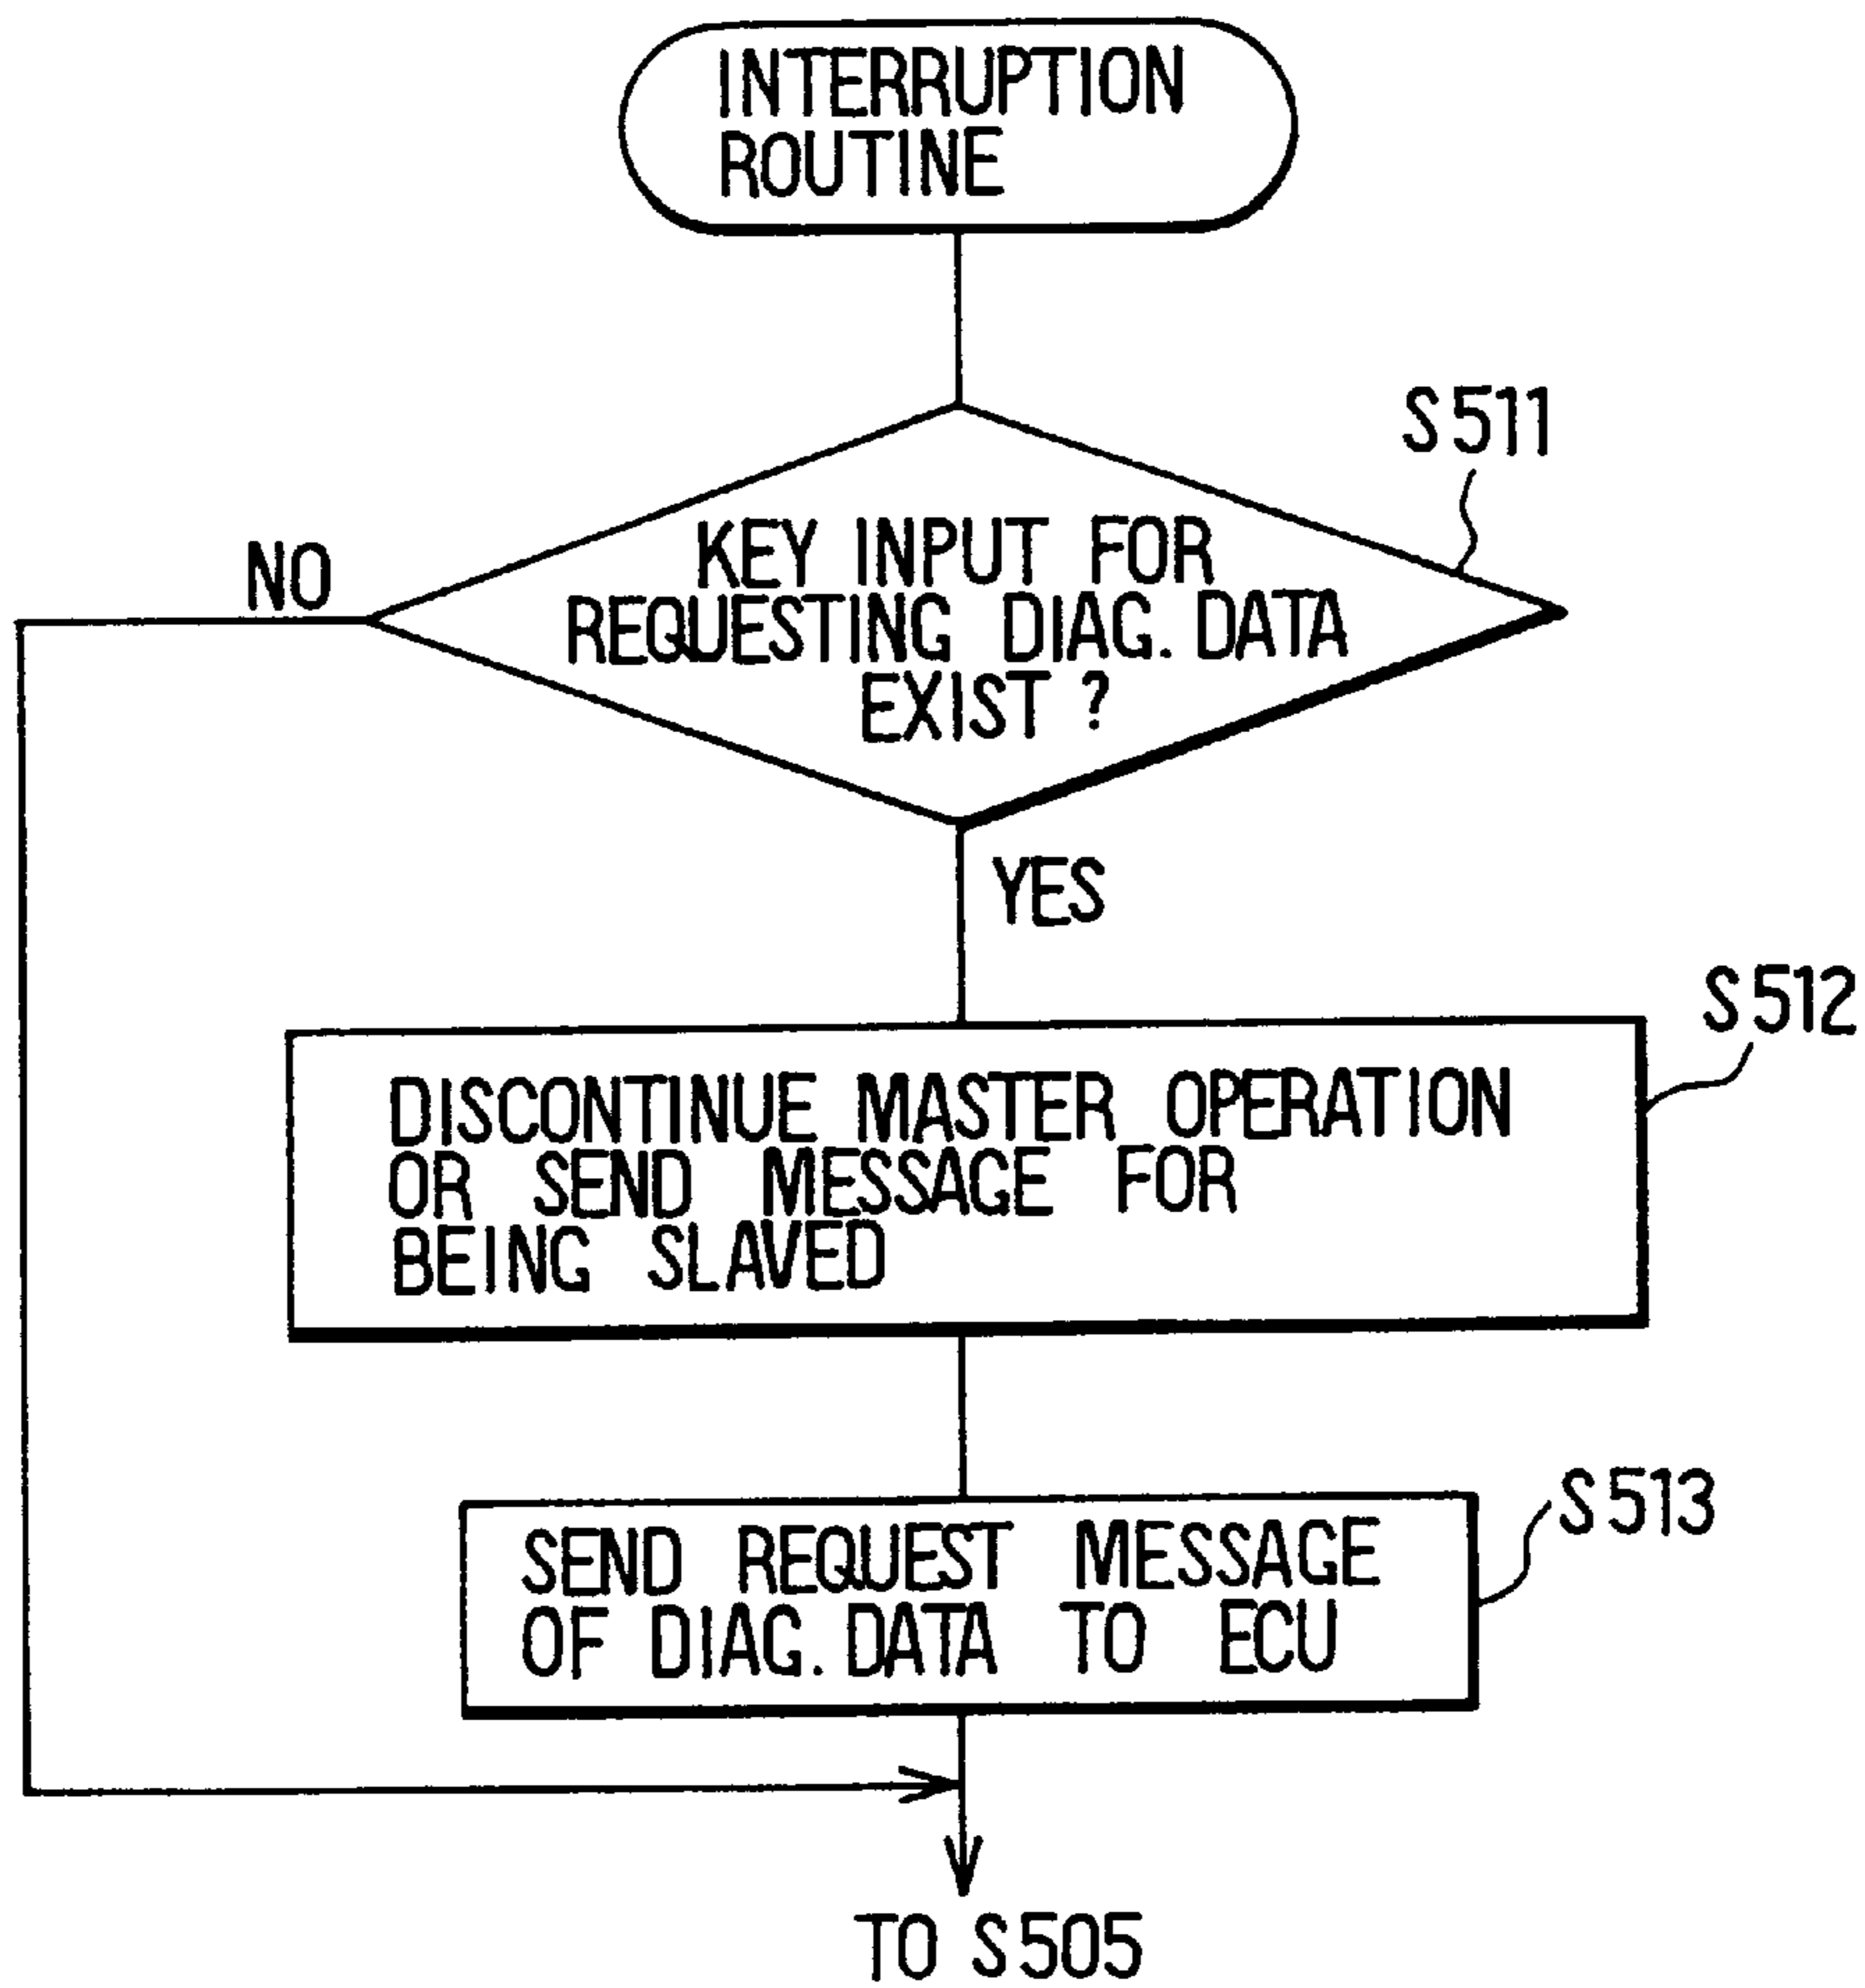 INTERRUPTION
ROUTINE
S511
KEY INPUT FOR
REQUESTING DIAG. DATA
EXIST ?
NO
YES
S512
DISCONTINUE MASTER OPERATION
OR SEND MESSAGE FOR
BEING SLAVED
S513
SEND REQUEST MESSAGE
OF DIAG. DATA TO ECU
TO S505